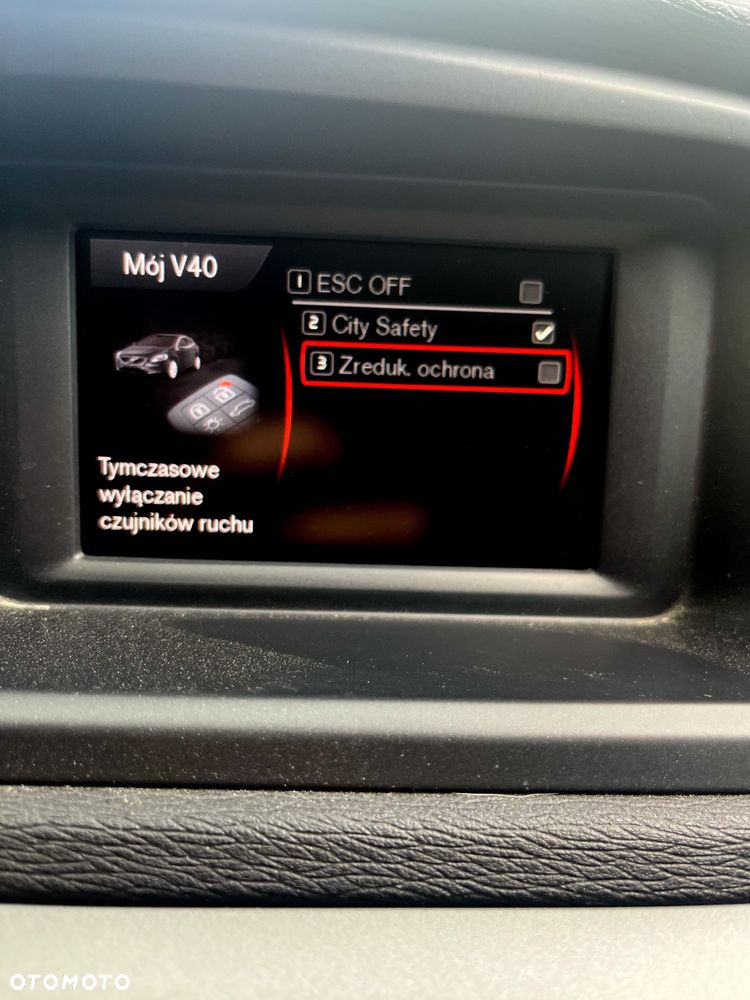 Mój V40
1 ESC OFF
2 City Safety
3 Zreduk. ochrona
Tymczasowe
wyłączanie
czujników ruchu
OTOMOTO